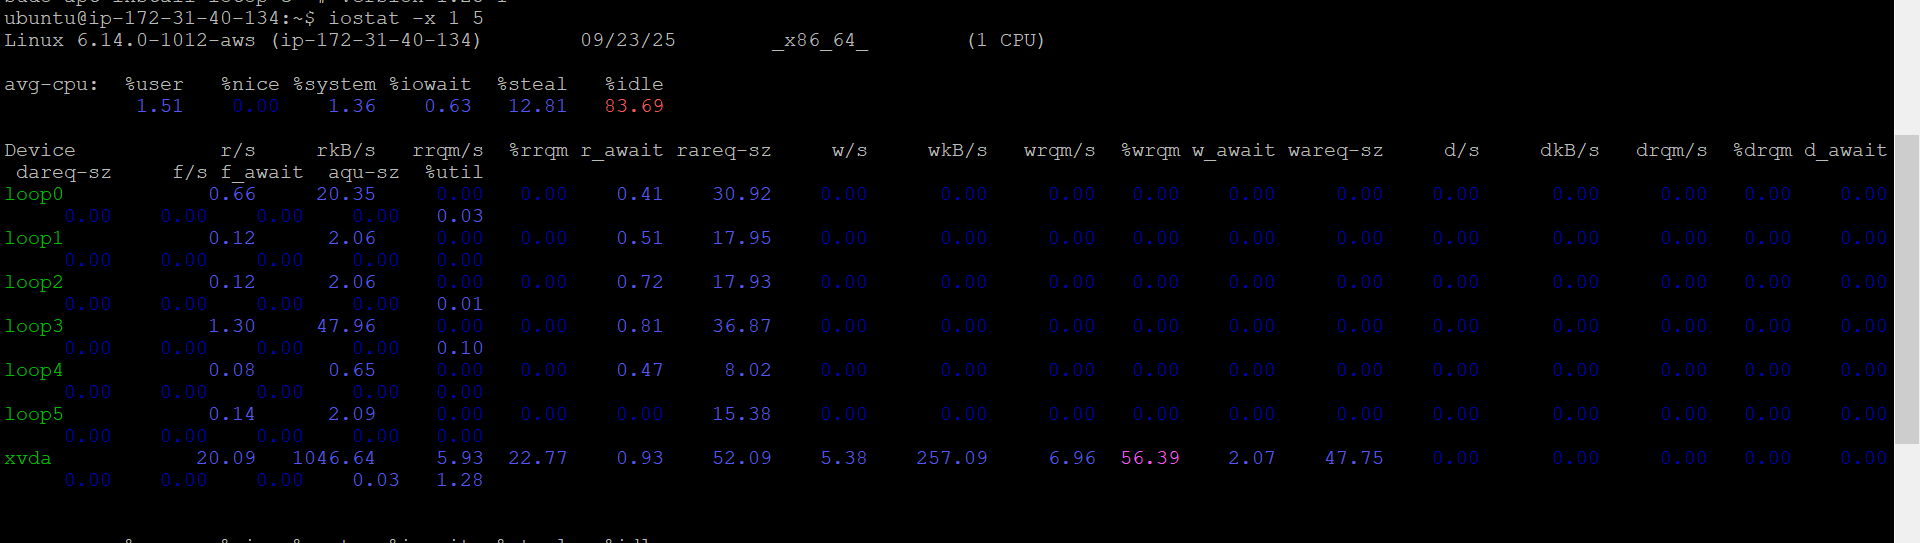 ubuntu@ip-172-31-40-134:~$ iostat -x 1 5
Linux 6.14.0-1012-aws (ip-172-31-40-134) 09/23/25 _x86_64_ (1 CPU)
avg-cpu: %user %nice %system %iowait %steal %idle
1.51 0.00 1.36 0.63 12.81 83.69
Device r/s rkB/s rrqm/s %rrqm r_await rareq-sz w/s wkB/s wrqm/s %wrqm w_await wareq-sz d/s dkB/s drqm/s %drqm d_await
dareq-sz f/s f_await aqu-sz %util
loop0 0.66 20.35 0.00 0.00 0.41 30.92 0.00 0.00 0.00 0.00 0.00 0.00 0.00 0.00 0.00 0.00 0.00
0.00 0.00 0.00 0.00 0.03
loop1 0.12 2.06 0.00 0.00 0.51 17.95 0.00 0.00 0.00 0.00 0.00 0.00 0.00 0.00 0.00 0.00 0.00
0.00 0.00 0.00 0.00 0.00
loop2 0.12 2.06 0.00 0.00 0.72 17.93 0.00 0.00 0.00 0.00 0.00 0.00 0.00 0.00 0.00 0.00 0.00
0.00 0.00 0.00 0.00 0.01
loop3 1.30 47.96 0.00 0.00 0.81 36.87 0.00 0.00 0.00 0.00 0.00 0.00 0.00 0.00 0.00 0.00 0.00
0.00 0.00 0.00 0.00 0.10
loop4 0.08 0.65 0.00 0.00 0.47 8.02 0.00 0.00 0.00 0.00 0.00 0.00 0.00 0.00 0.00 0.00 0.00
0.00 0.00 0.00 0.00 0.00
loop5 0.14 2.09 0.00 0.00 0.00 15.38 0.00 0.00 0.00 0.00 0.00 0.00 0.00 0.00 0.00 0.00 0.00
0.00 0.00 0.00 0.00 0.00
xvda 20.09 1046.64 5.93 22.77 0.93 52.09 5.38 257.09 6.96 56.39 2.07 47.75 0.00 0.00 0.00 0.00 0.00
0.00 0.00 0.00 0.03 1.28